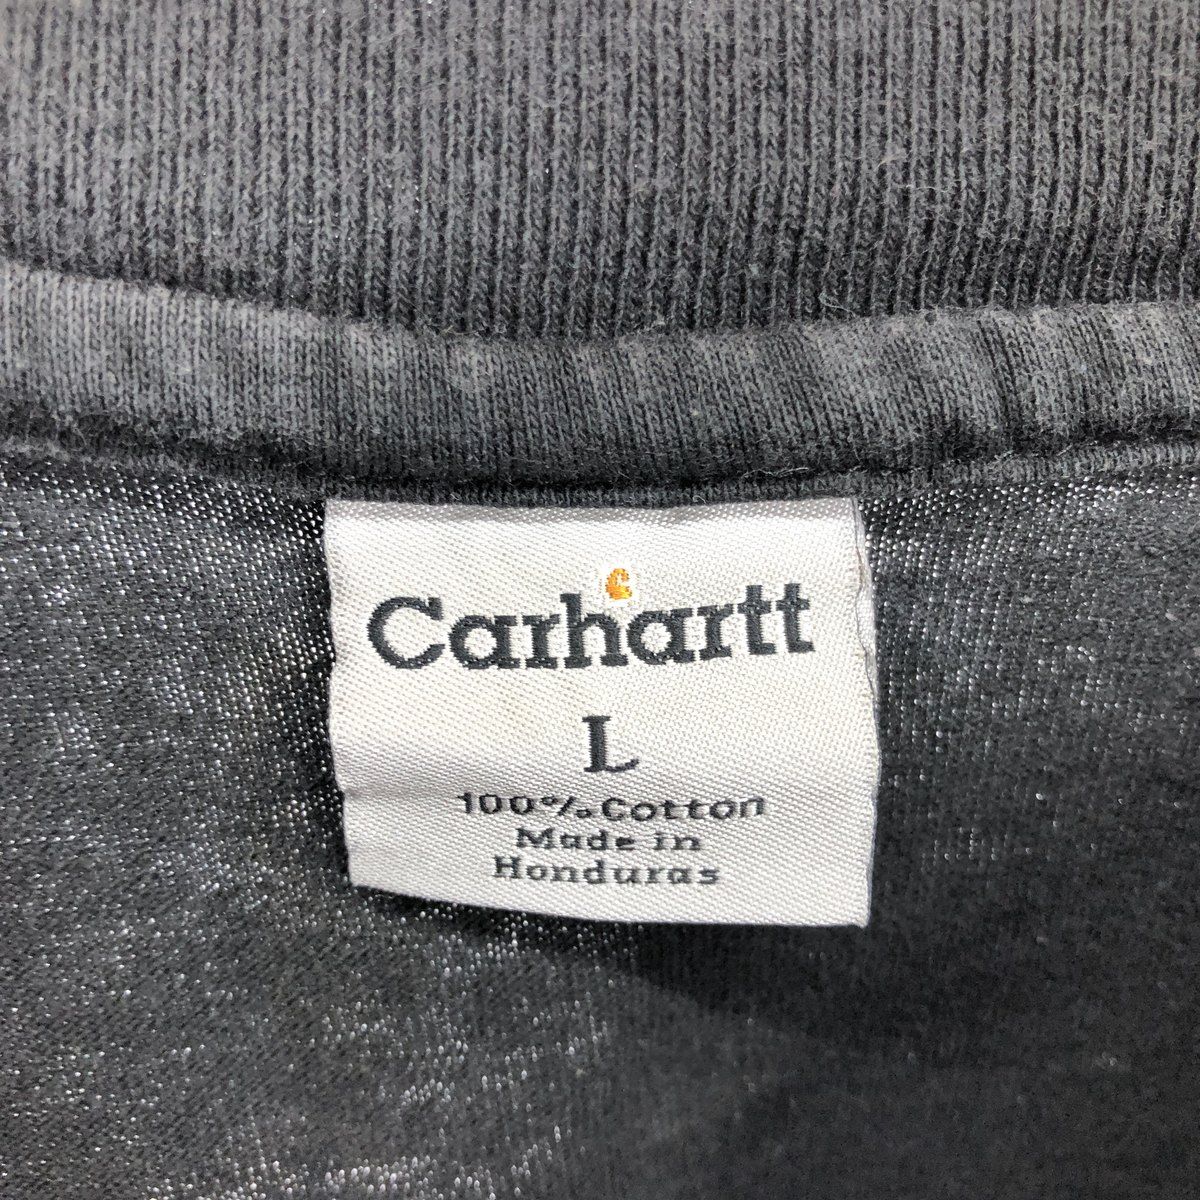 Carhartt
L
100% Cotton
Made in
Honduras